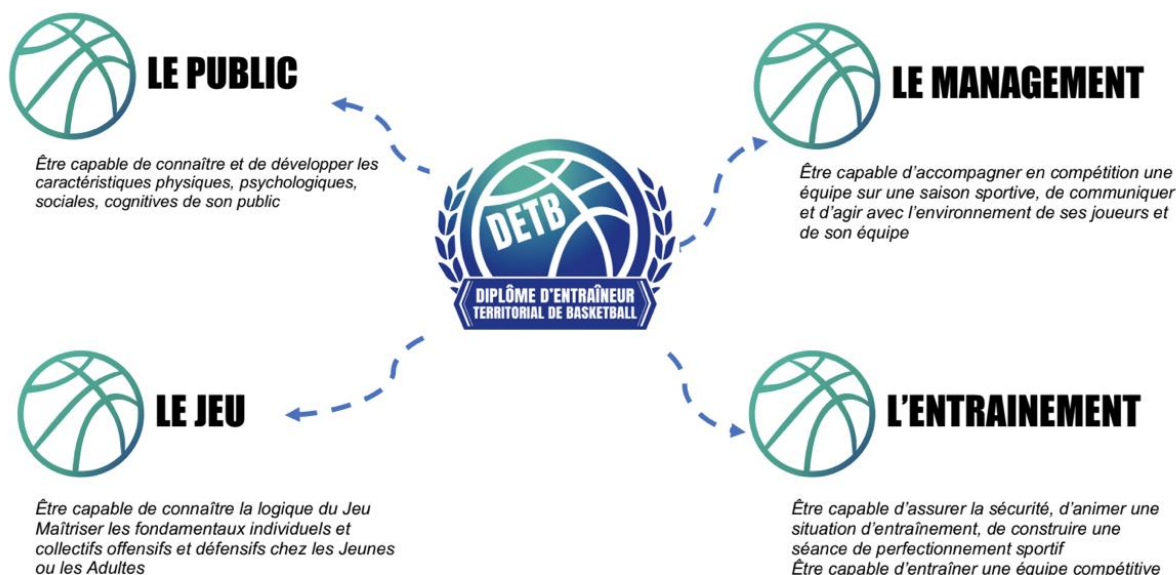 LE PUBLIC
Être capable de connaître et de développer les
caractéristiques physiques, psychologiques,
sociales, cognitives de son public
LE MANAGEMENT
Être capable d'accompagner en compétition une
équipe sur une saison sportive, de communiquer
et d'agir avec l'environnement de ses joueurs et
de son équipe
DETB
DIPLÔME D'ENTRAÎNEUR
TERRITORIAL DE BASKETBALL
LE JEU
Être capable de connaître la logique du Jeu
Maîtriser les fondamentaux individuels et
collectifs offensifs et défensifs chez les Jeunes
ou les Adultes
L'ENTRAINEMENT
Être capable d'assurer la sécurité, d'animer une
situation d'entraînement, de construire une
séance de perfectionnement sportif
Être capable d'entraîner une équipe compétitive